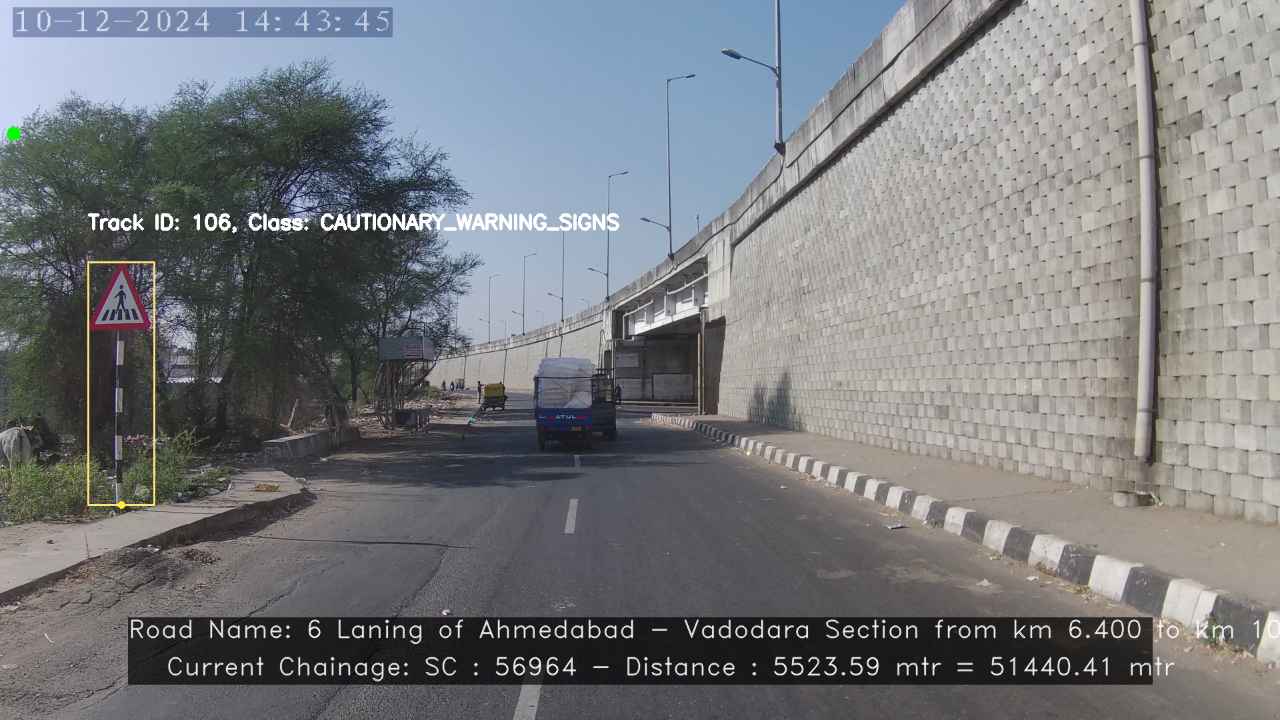 10-12-2024 14:43:45
Track ID: 106, Class: CAUTIONARY_WARNING_SIGNS
Road Name: 6 Laning of Ahmedabad - Vadodara Section from km 6.400 to km 10
Current Chainage: SC : 56964 - Distance : 5523.59 mtr = 51440.41 mtr